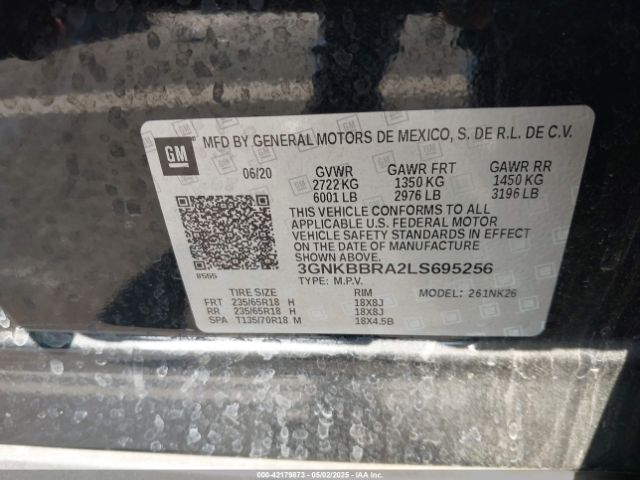 GM
MFD BY GENERAL MOTORS DE MEXICO, S. DE R.L. DE C.V.
06/20 GVWR GAWR FRT GAWR RR
2722 KG 1350 KG 1450 KG
6001 LB 2976 LB 3196 LB
THIS VEHICLE CONFORMS TO ALL
APPLICABLE U.S. FEDERAL MOTOR
VEHICLE SAFETY STANDARDS IN EFFECT
ON THE DATE OF MANUFACTURE
SHOWN ABOVE.
3GNKBBRA2LS695256
8555 TYPE: M.P.V.
TIRE SIZE RIM MODEL: 261NK26
FRT 235/65R18 H 18X8J
RR 235/65R18 H 18X8J
SPA T135/70R18 M 18X4.5B
000-42179873 - 05/02/2025 - IAAI. Inc.